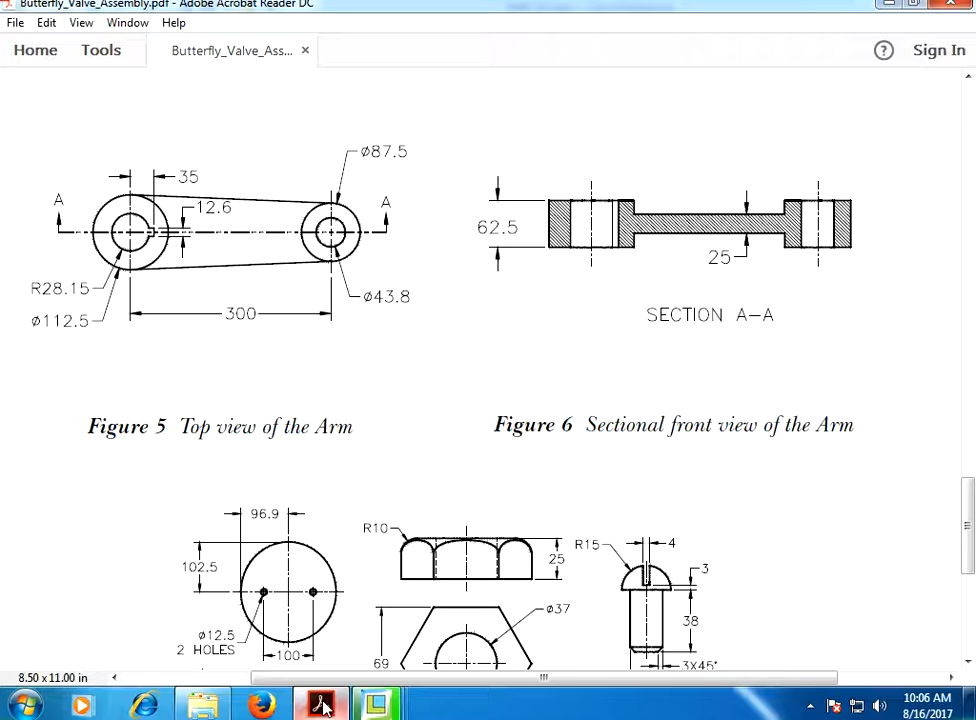 Butterfly_Valve_Assembly.pdf - Adobe Acrobat Reader DC
File Edit View Window Help
Home Tools Butterfly_Valve_Ass... × ? Sign In
Ø87.5
35
A 12.6 A
62.5
25
R28.15
Ø43.8
Ø112.5 300
SECTION A-A
Figure 5 Top view of the Arm
Figure 6 Sectional front view of the Arm
96.9
R10
R15 4
102.5
25
3
Ø12.5
2 HOLES
100
Ø37
69
38
3X45°
8.50 x 11.00 in
10:06 AM
8/16/2017